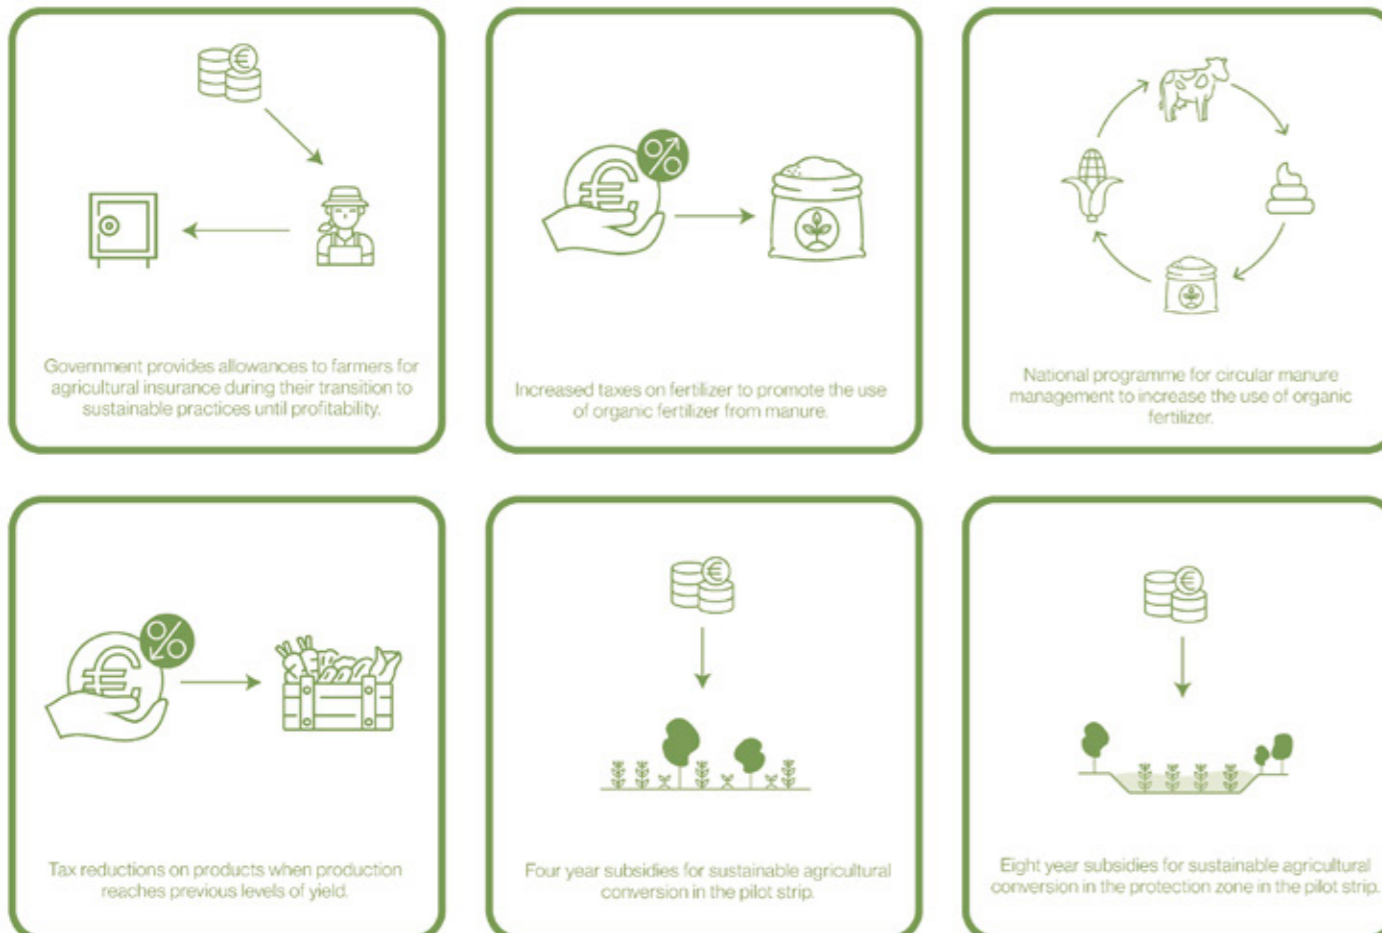 Government provides allowances to farmers for
agricultural insurance during their transition to
sustainable practices until profitability.
Increased taxes on fertilizer to promote the use
of organic fertilizer from manure.
National programme for circular manure
management to increase the use of organic
fertilizer.
Tax reductions on products when production
reaches previous levels of yield.
Four year subsidies for sustainable agricultural
conversion in the pilot strip.
Eight year subsidies for sustainable agricultural
conversion in the protection zone in the pilot strip.